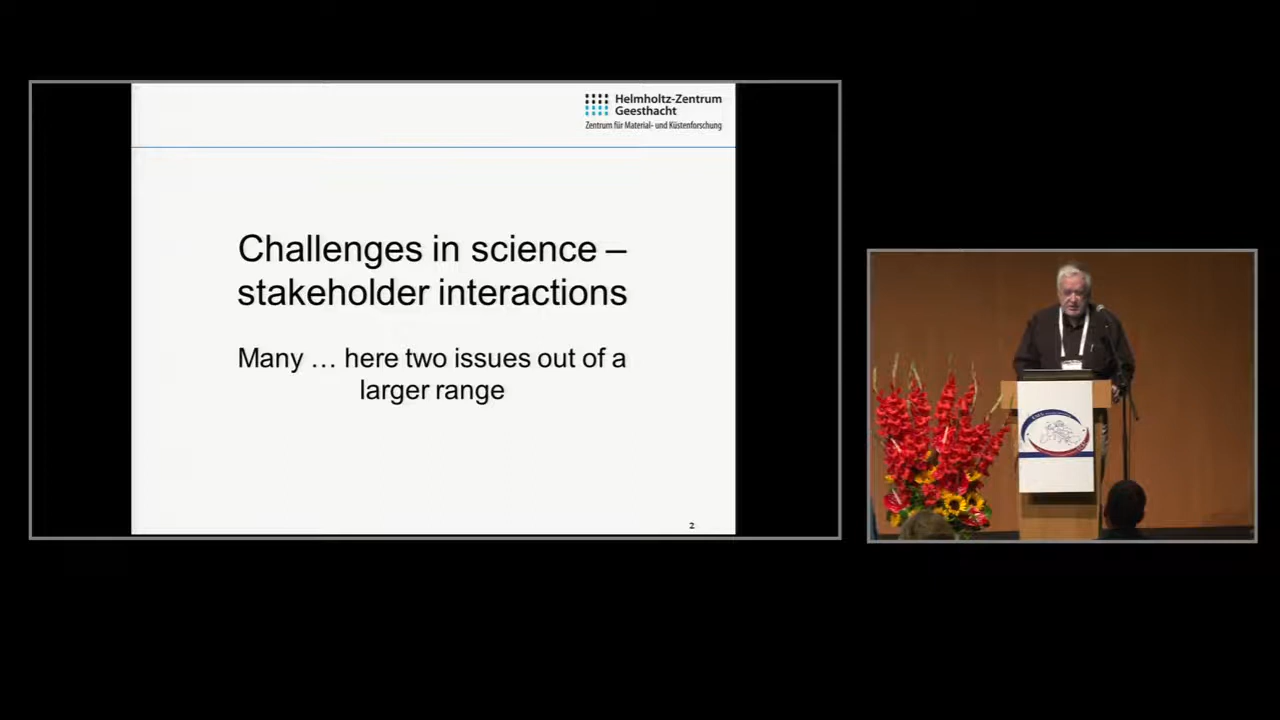 Helmholtz-Zentrum
Geesthacht
Zentrum für Material- und Küstenforschung
Challenges in science –
stakeholder interactions
Many … here two issues out of a
larger range
2